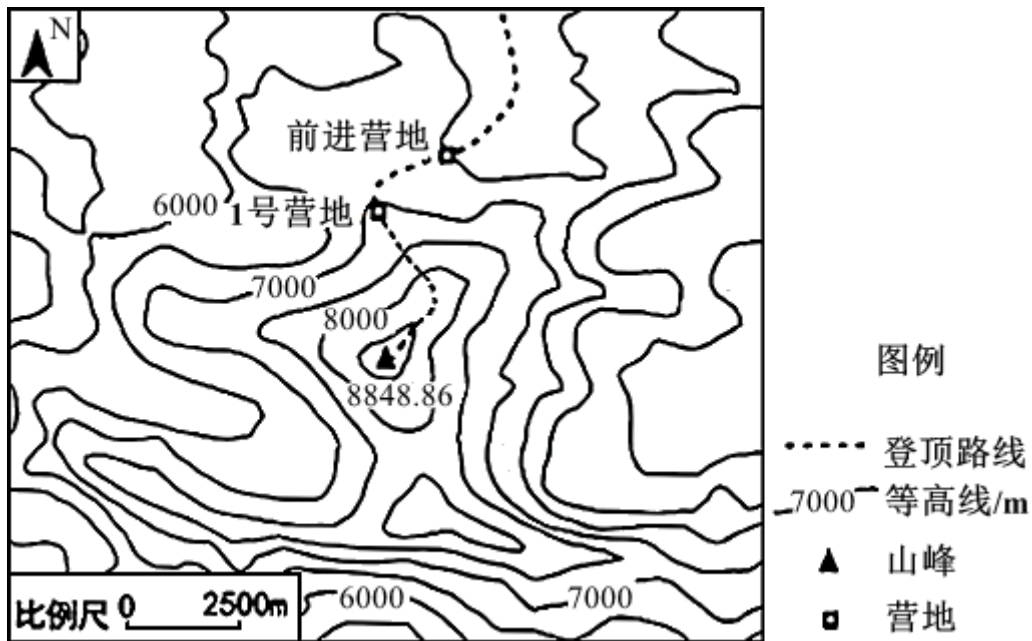 N
前进营地
6000
1号营地
7000
8000
8848.86
6000
7000
比例尺 0 2500m
图例
登顶路线
7000 等高线/m
山峰
营地